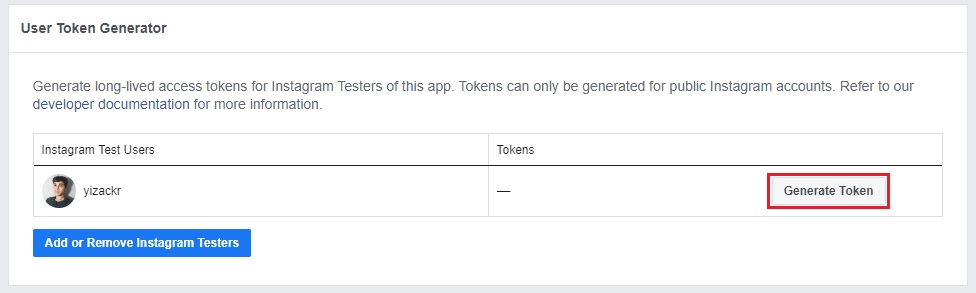 User Token Generator
Generate long-lived access tokens for Instagram Testers of this app. Tokens can only be generated for public Instagram accounts. Refer to our
developer documentation for more information.
Instagram Test Users Tokens
yizackr — Generate Token
Add or Remove Instagram Testers